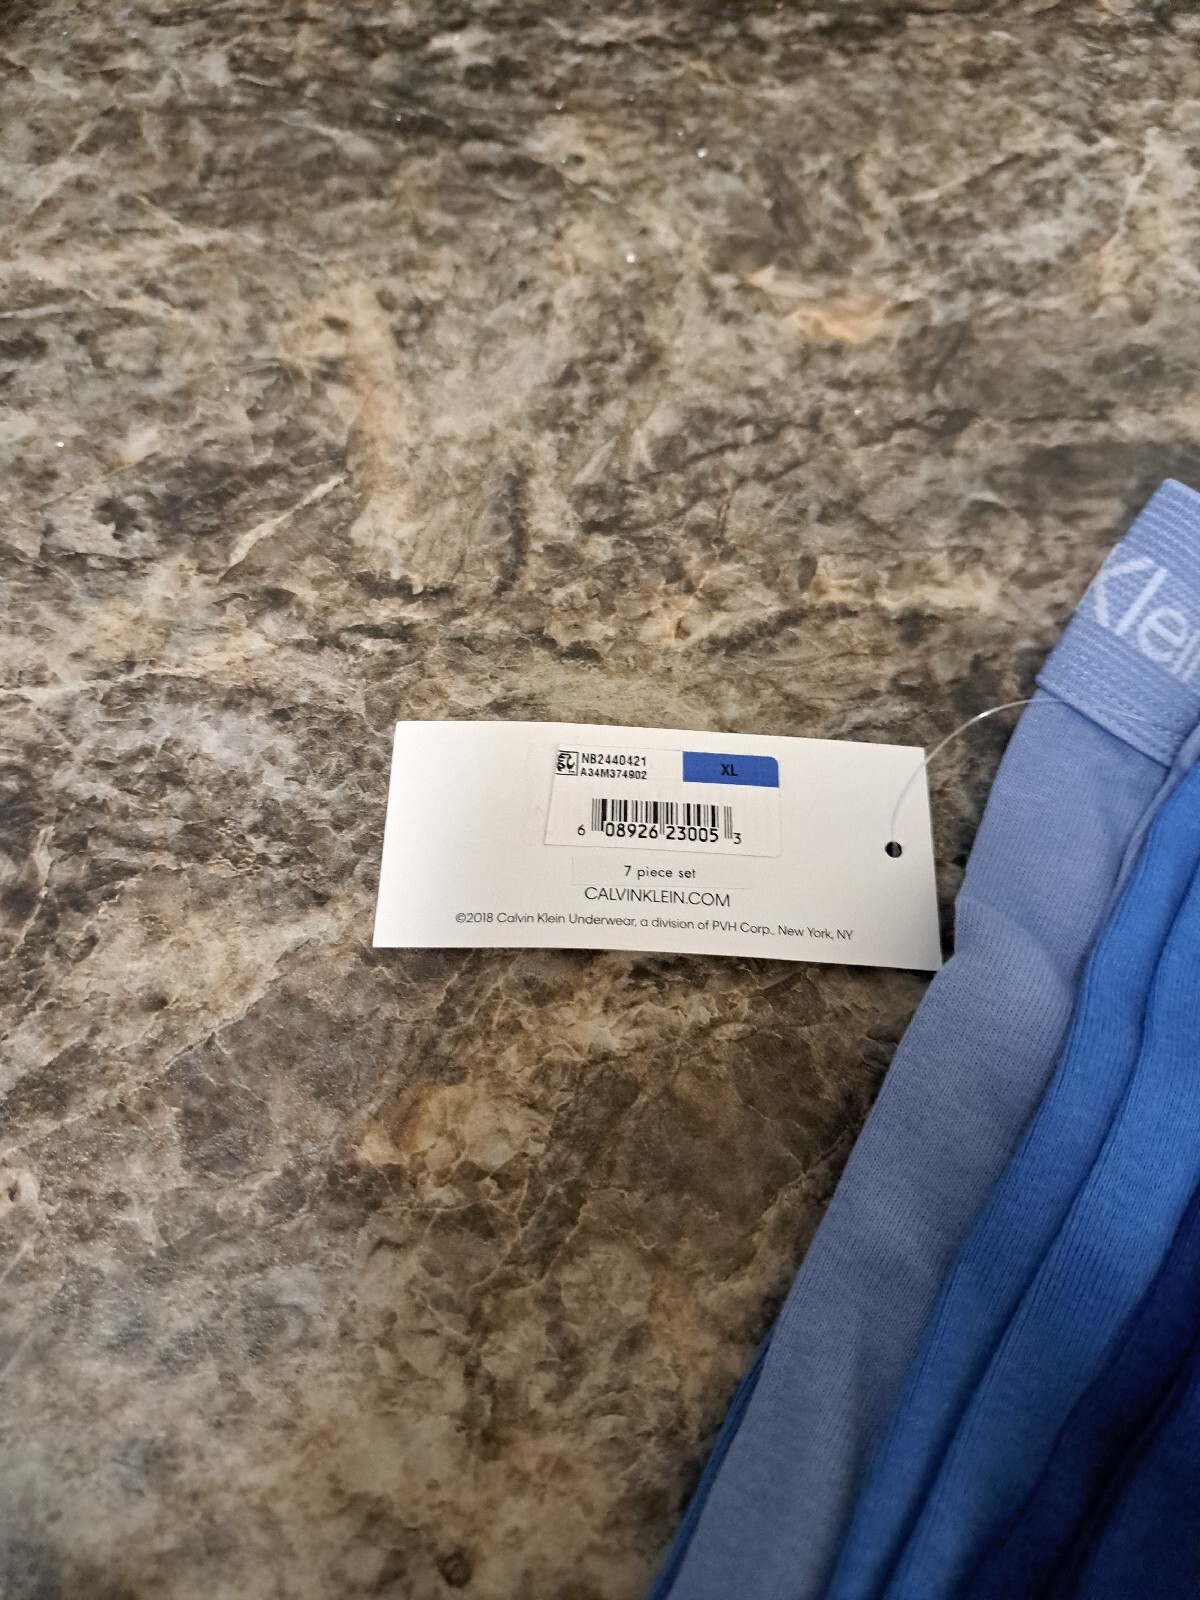 Klein
NB2440421
A34M374902
XL
6 08926 23005 3
7 piece set
CALVINKLEIN.COM
©2018 Calvin Klein Underwear, a division of PVH Corp., New York, NY